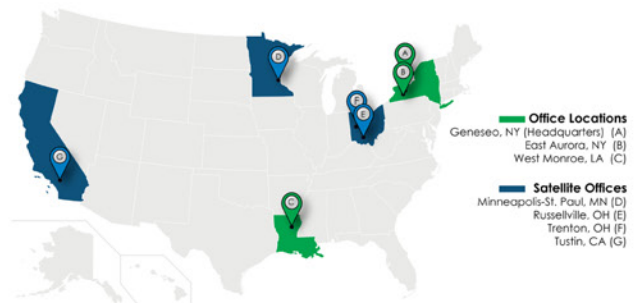 A
B
D
F
E
G
C
Office Locations
Geneseo, NY (Headquarters) (A)
East Aurora, NY (B)
West Monroe, LA (C)
Satellite Offices
Minneapolis-St. Paul, MN (D)
Russellville, OH (E)
Trenton, OH (F)
Tustin, CA (G)